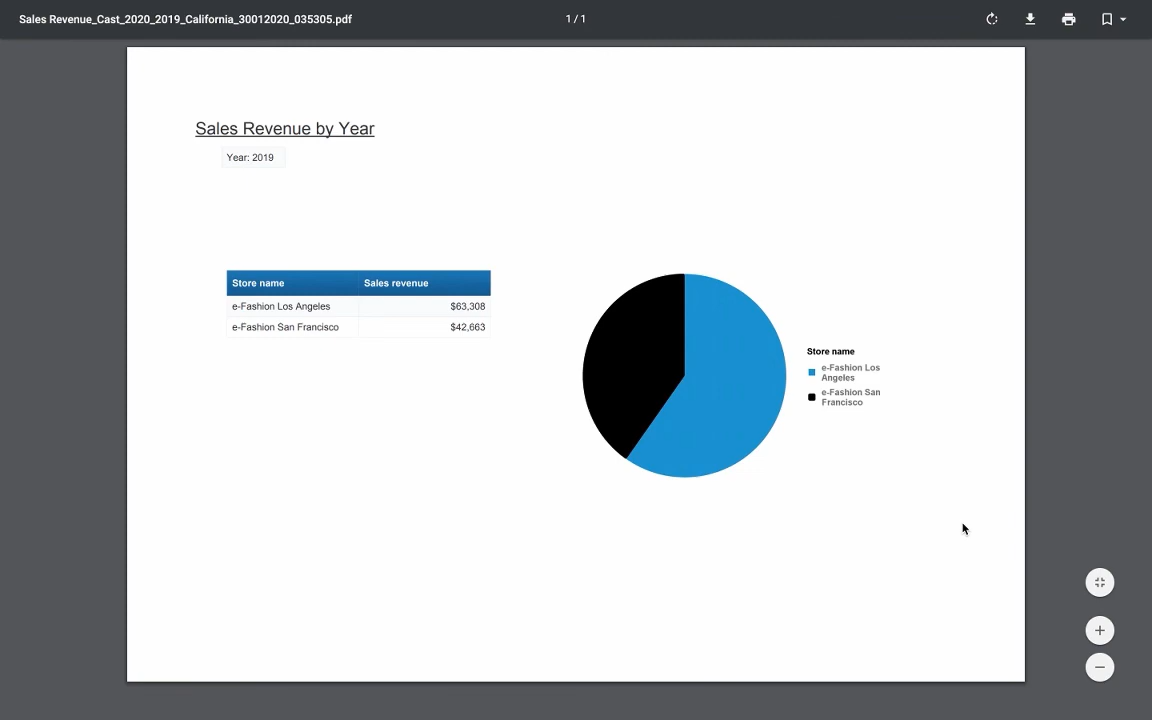 Sales Revenue_Cast_2020_2019_California_30012020_035305.pdf
1 / 1
Sales Revenue by Year
Year: 2019
Store name Sales revenue
e-Fashion Los Angeles $63,308
e-Fashion San Francisco $42,663
Store name
e-Fashion Los
Angeles
e-Fashion San
Francisco